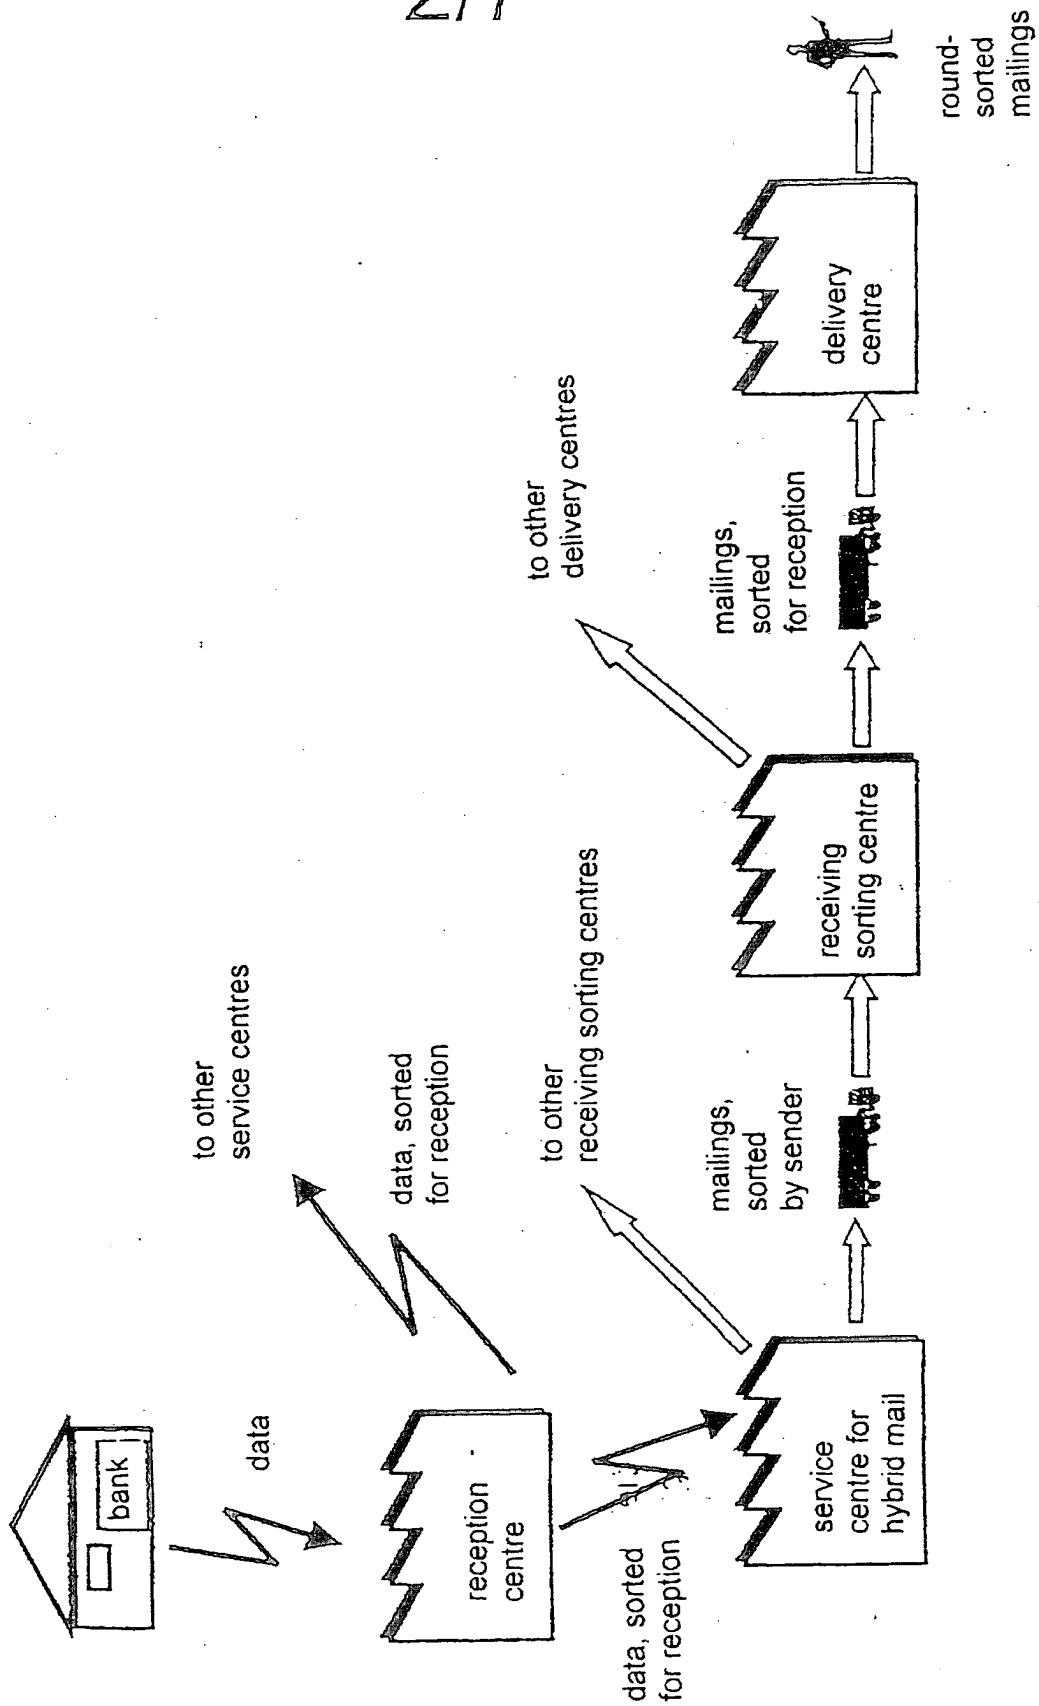 2/7
bank
data
reception
centre
to other
service centres
data, sorted
for reception
data, sorted
for reception
service
centre for
hybrid mail
to other
receiving sorting centres
mailings,
sorted
by sender
receiving
sorting centre
to other
delivery centres
mailings,
sorted
for reception
delivery
centre
round-
sorted
mailings